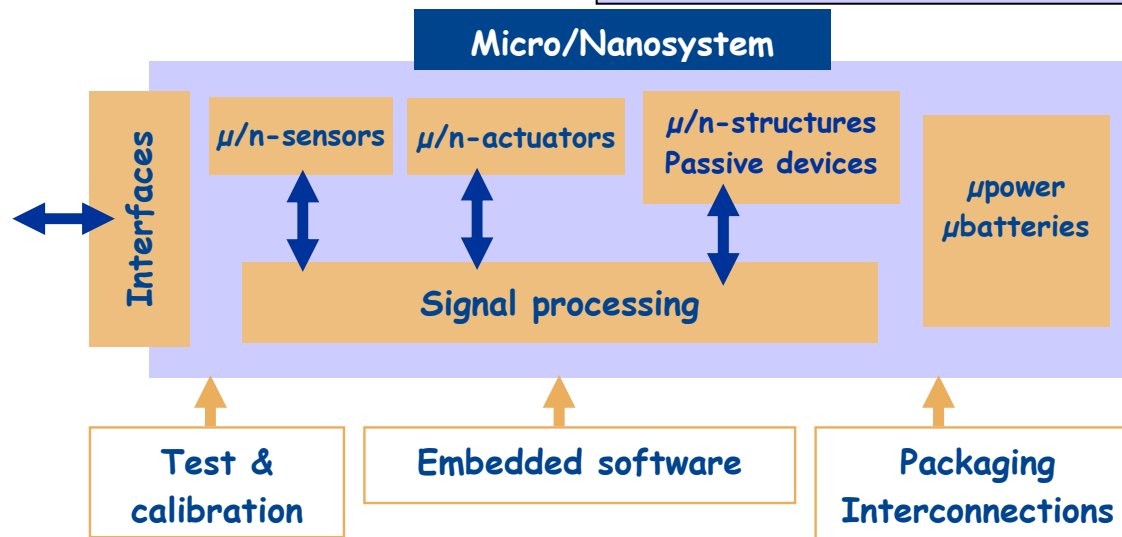 Micro/Nanosystem
Interfaces
µ/n-sensors
µ/n-actuators
µ/n-structures
Passive devices
µpower
µbatteries
Signal processing
Test &
calibration
Embedded software
Packaging
Interconnections